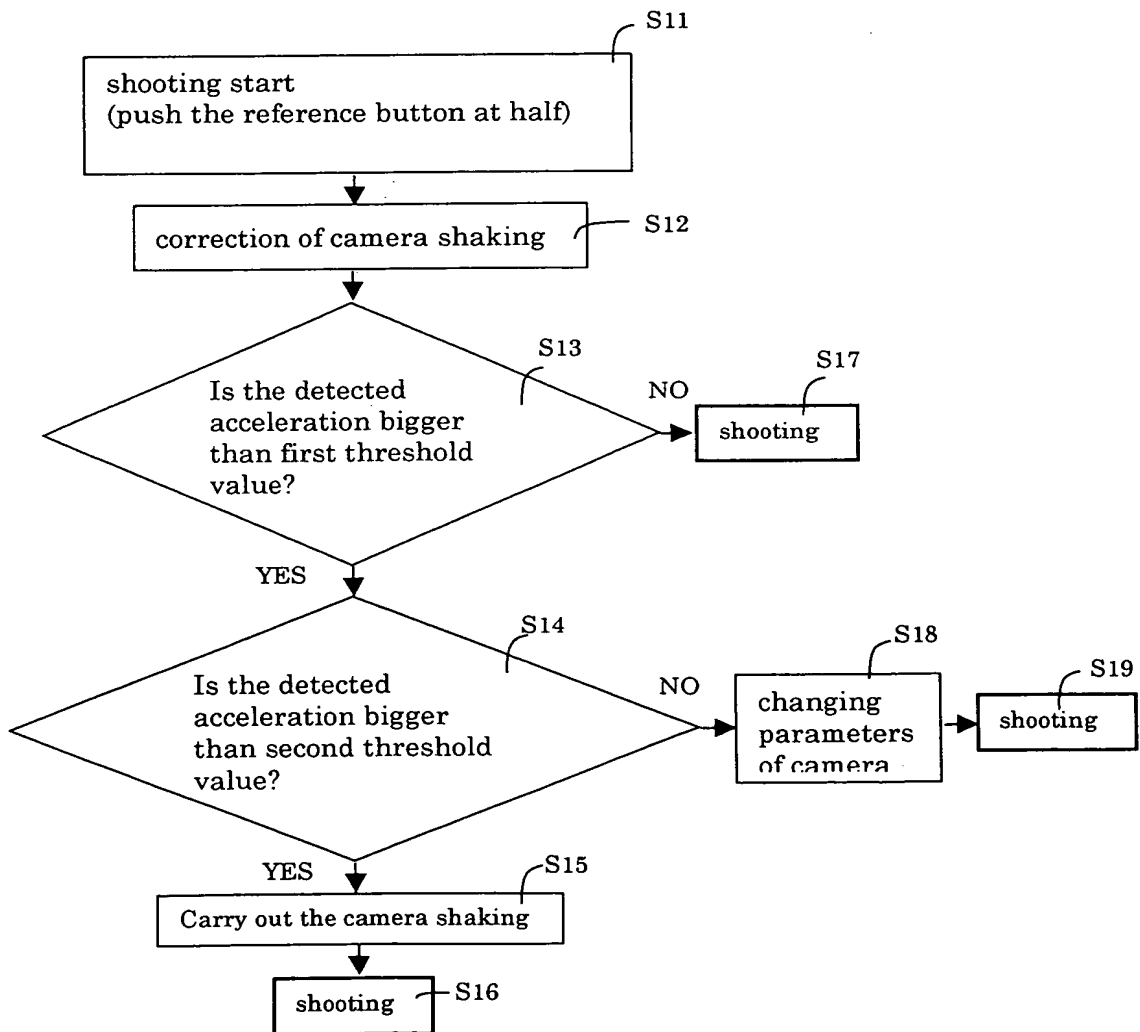 S11
shooting start
(push the reference button at half)
correction of camera shaking
S12
S13
Is the detected
acceleration bigger
than first threshold
value?
NO
S17
shooting
YES
S14
Is the detected
acceleration bigger
than second threshold
value?
NO
S18
changing
parameters
of camera
S19
shooting
YES
S15
Carry out the camera shaking
shooting
S16